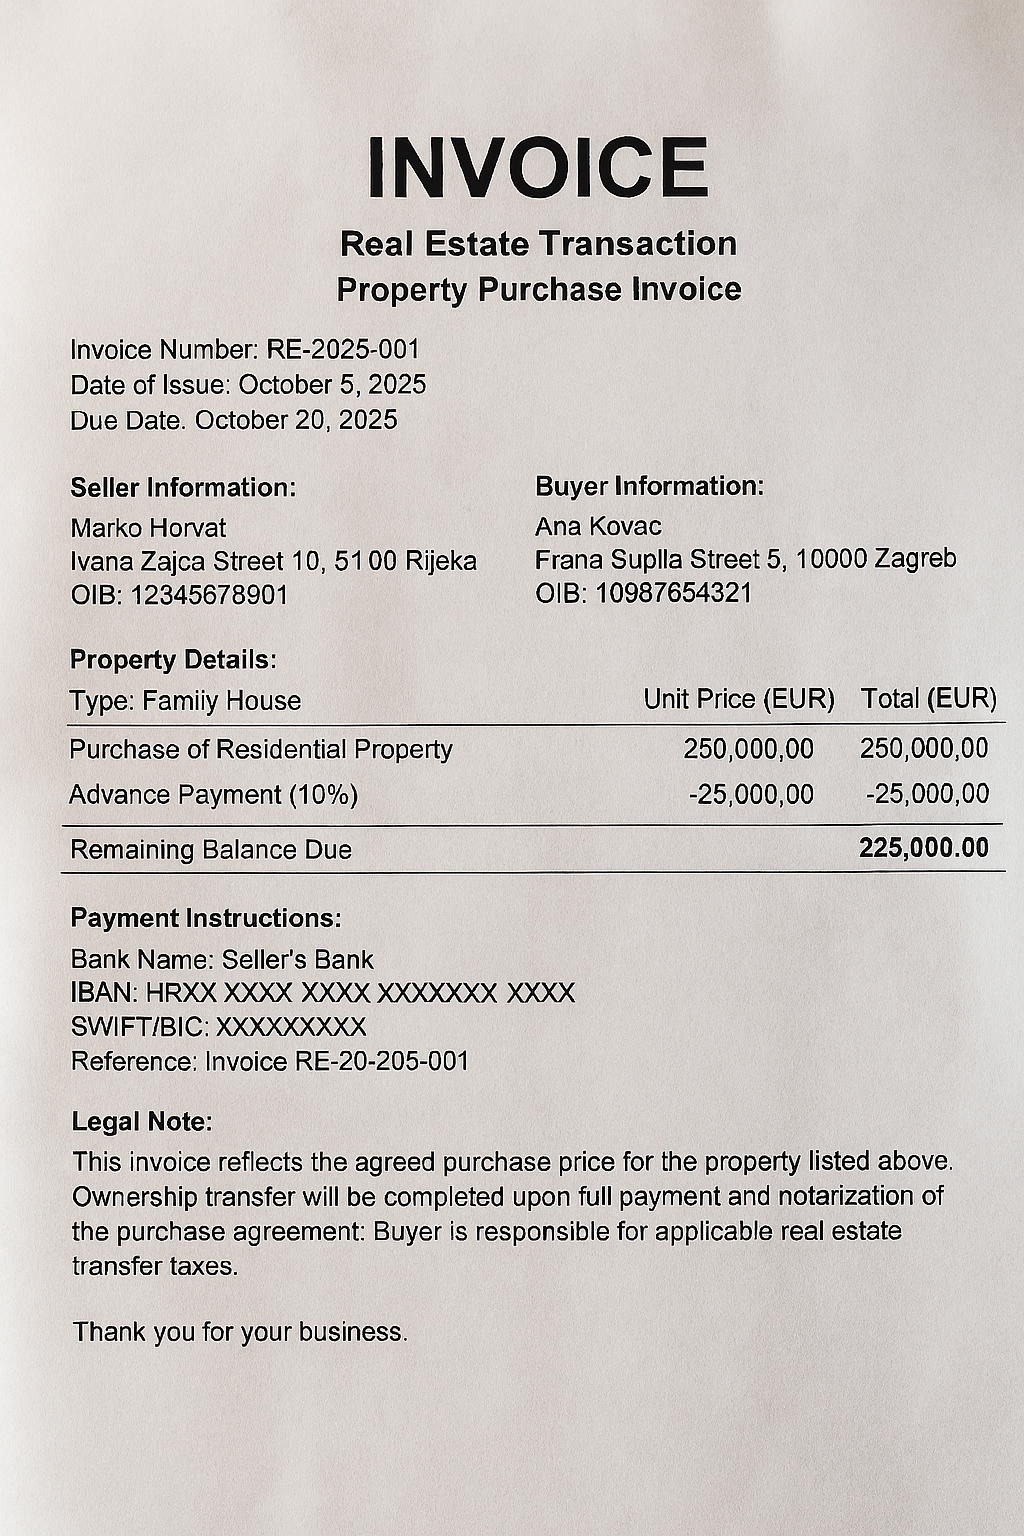 INVOICE
Real Estate Transaction
Property Purchase Invoice
Invoice Number: RE-2025-001
Date of Issue: October 5, 2025
Due Date. October 20, 2025
Seller Information:
Marko Horvat
Ivana Zajca Street 10, 5100 Rijeka
OIB: 12345678901
Buyer Information:
Ana Kovac
Frana Suplla Street 5, 10000 Zagreb
OIB: 10987654321
Property Details:
Type: Famiiy House Unit Price (EUR) Total (EUR)
Purchase of Residential Property 250,000,00 250,000,00
Advance Payment (10%) -25,000,00 -25,000,00
Remaining Balance Due 225,000.00
Payment Instructions:
Bank Name: Seller's Bank
IBAN: HRXX XXXX XXXX XXXXXXX XXXX
SWIFT/BIC: XXXXXXXXX
Reference: Invoice RE-20-205-001
Legal Note:
This invoice reflects the agreed purchase price for the property listed above.
Ownership transfer will be completed upon full payment and notarization of
the purchase agreement: Buyer is responsible for applicable real estate
transfer taxes.
Thank you for your business.